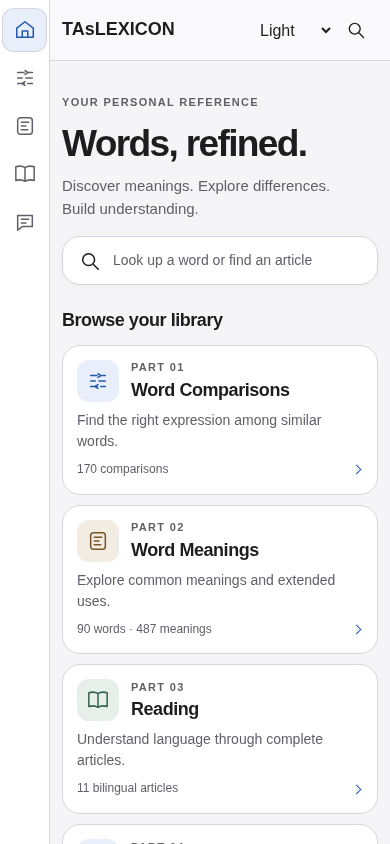 TAsLEXICON
Light
YOUR PERSONAL REFERENCE
Words, refined.
Discover meanings. Explore differences.
Build understanding.
Look up a word or find an article
Browse your library
PART 01
Word Comparisons
Find the right expression among similar
words.
170 comparisons
PART 02
Word Meanings
Explore common meanings and extended
uses.
90 words · 487 meanings
PART 03
Reading
Understand language through complete
articles.
11 bilingual articles